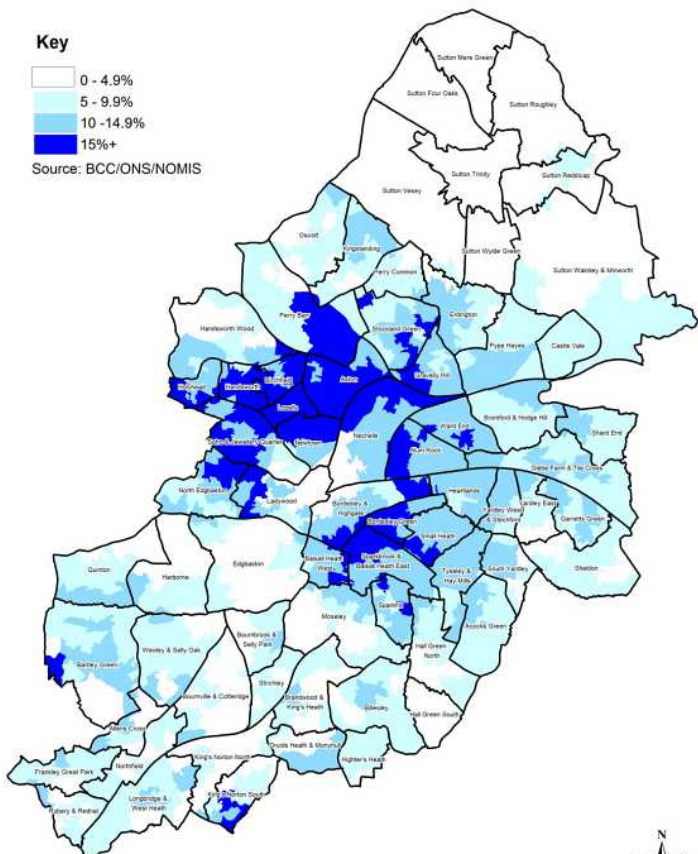 Key
0 - 4.9%
5 - 9.9%
10 -14.9%
15%+
Source: BCC/ONS/NOMIS
Sutton Mere Green
Sutton Four Oaks
Sutton Roughley
Sutton Trinity
Sutton Reddicap
Sutton Vesey
Sutton Wylde Green
Sutton Walmley & Minworth
Oscott
Kingstanding
Perry Common
Perry Barr
Stockland Green
Erdington
Pype Hayes
Castle Vale
Handsworth Wood
Gravelly Hill
Holyhead
Handsworth
Birchfield
Aston
Lozells
Bromford & Hodge Hill
Ward End
Shard End
Soho & Jewellery Quarter
Newtown
Nechells
Alum Rock
Glebe Farm & Tile Cross
North Edgbaston
Ladywood
Bordesley &
Highgate
Heartlands
Yardley West
& Stechford
Yardley East
Garretts Green
Bordesley Green
Small Heath
Balsall Heath
West
Sparkbrook &
Balsall Heath East
Tyseley &
Hay Mills
South Yardley
Sheldon
Quinton
Harborne
Edgbaston
Moseley
Sparkhill
Acocks Green
Hall Green
North
Weoley & Selly Oak
Bournbrook &
Selly Park
Bartley Green
Stirchley
Bournville & Cotteridge
Brandwood &
King's Heath
Billesley
Hall Green South
Allens Cross
Druids Heath & Monyhull
Highter's Heath
King's Norton North
Northfield
Frankley Great Park
Longbridge &
West Heath
King's Norton South
Rubery & Rednal
N